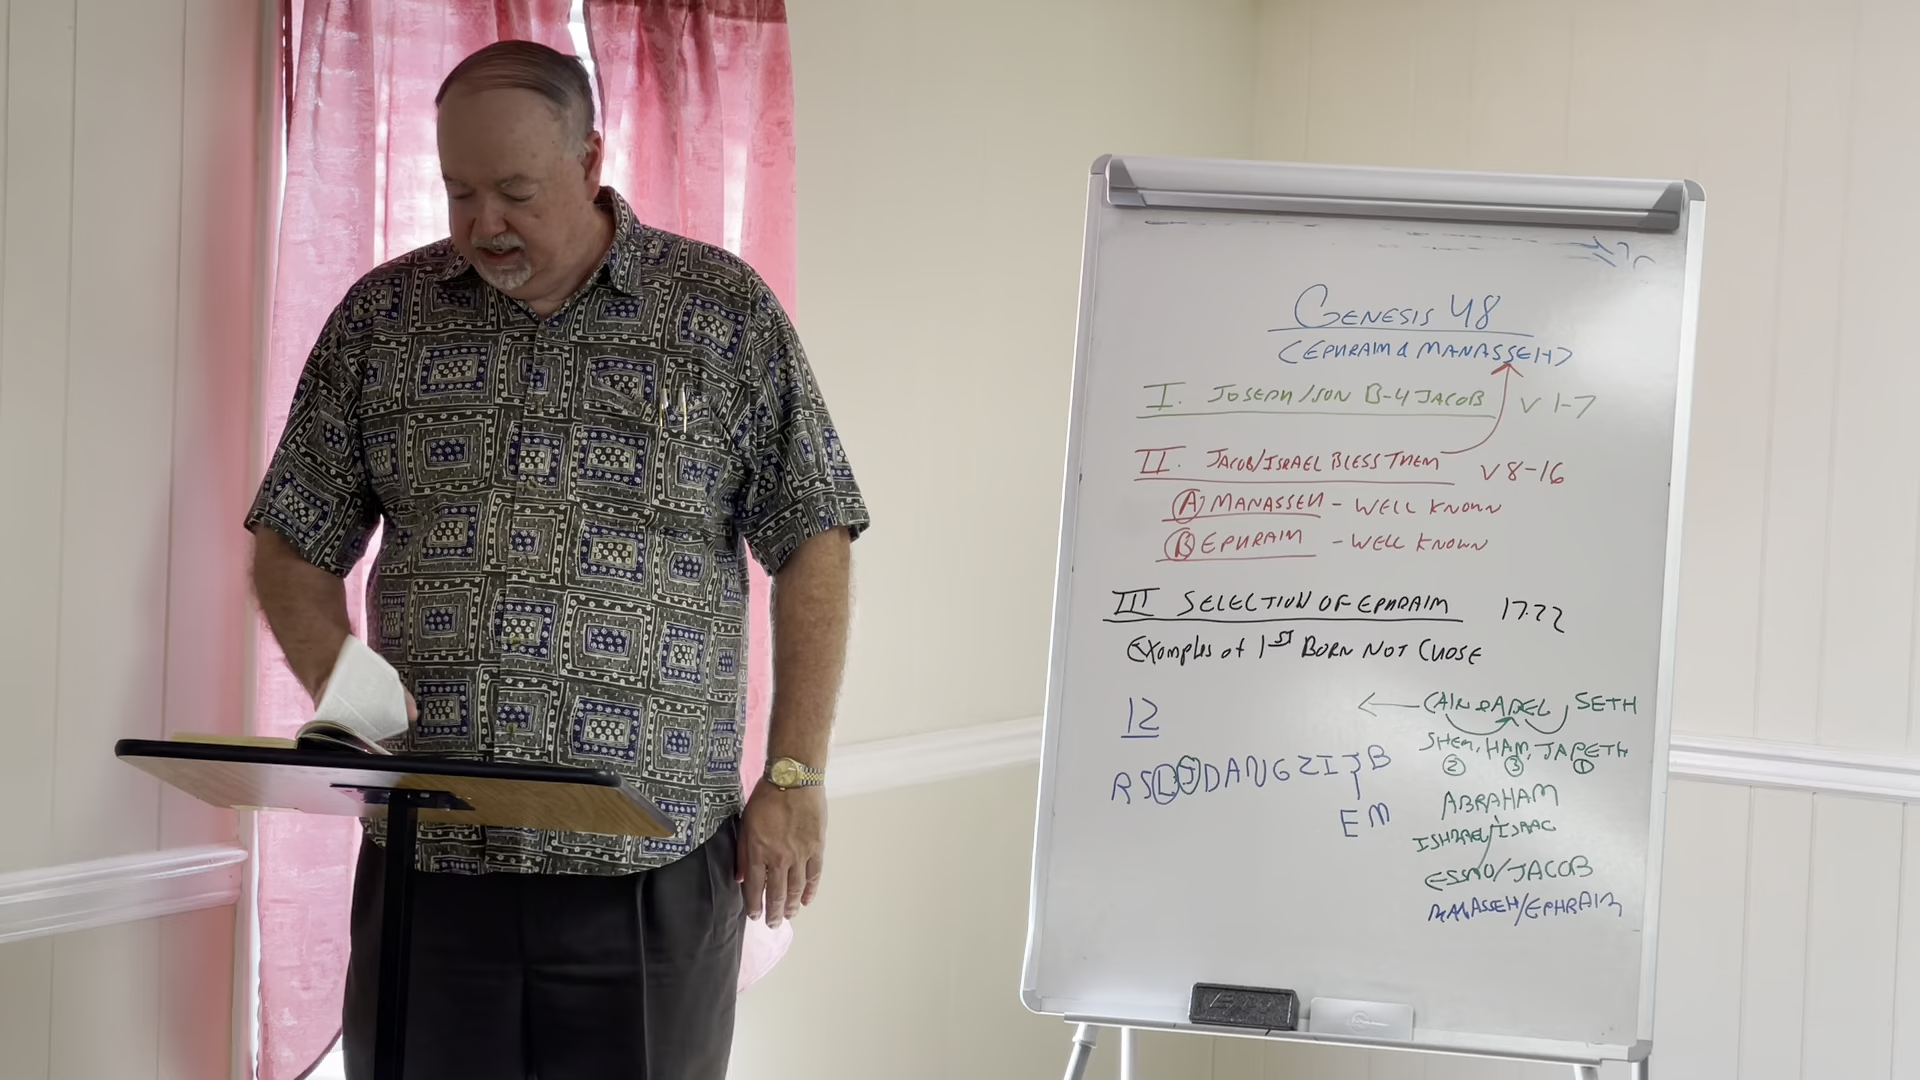 GENESIS 48
(EPHRAIM & MANASSEH)
I. JOSEPH/SON B-4 JACOB V 1-7
II. JACOB/ISRAEL BLESS THEM V 8-16
(A) MANASSEH - WELL KNOWN
(B) EPHRAIM - WELL KNOWN
III SELECTION OF EPHRAIM 17-22
Examples of 1ST BORN NOT CHOSE
12
RSLJDANGZIJB
EM
CAIN & ABEL, SETH
SHEM, HAM, JAPETH
2 3 1
ABRAHAM
ISHMAEL/ISAAC
ESSAU/JACOB
MANASSEH/EPHRAIM